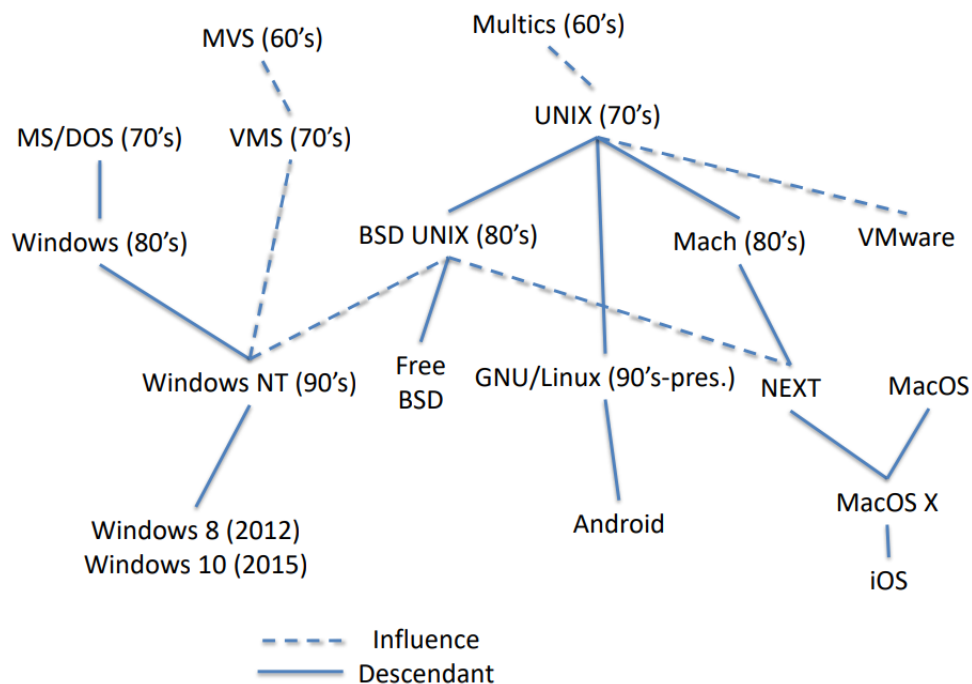 MVS (60’s)
Multics (60’s)
MS/DOS (70’s)
VMS (70’s)
UNIX (70’s)
Windows (80’s)
BSD UNIX (80’s)
Mach (80’s)
VMware
Windows NT (90’s)
Free
BSD
GNU/Linux (90’s-pres.)
NEXT
MacOS
Windows 8 (2012)
Windows 10 (2015)
Android
MacOS X
iOS
Influence
Descendant